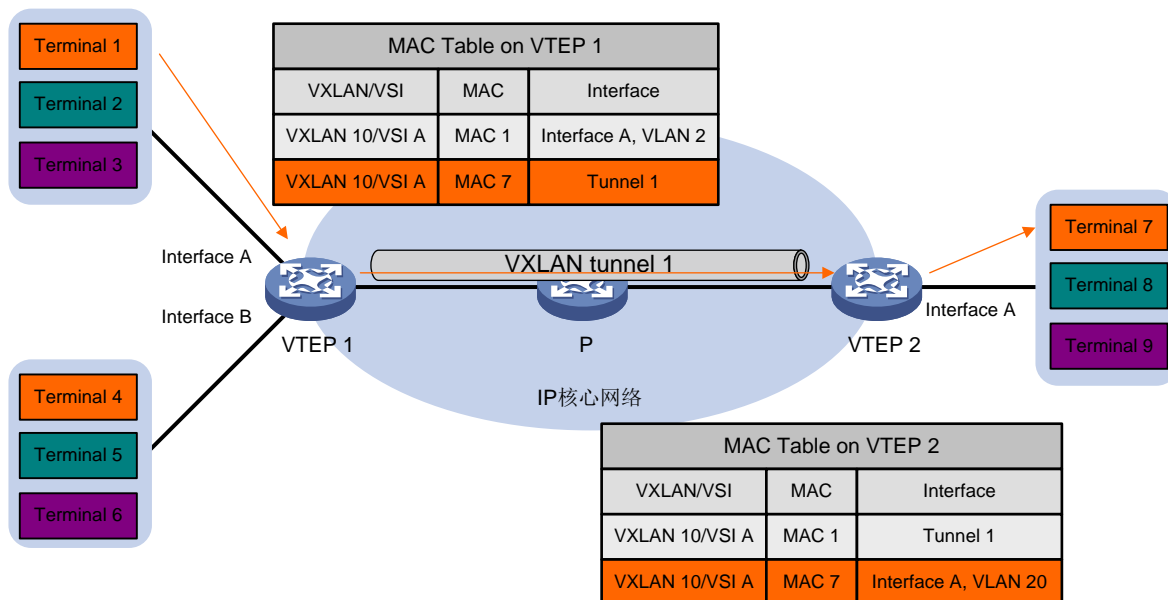 Terminal 1
Terminal 2
Terminal 3
MAC Table on VTEP 1
VXLAN/VSI MAC Interface
VXLAN 10/VSI A MAC 1 Interface A, VLAN 2
VXLAN 10/VSI A MAC 7 Tunnel 1
Interface A
Interface B
VXLAN tunnel 1
VTEP 1
P
VTEP 2
Interface A
Terminal 7
Terminal 8
Terminal 9
IP核心网络
Terminal 4
Terminal 5
Terminal 6
MAC Table on VTEP 2
VXLAN/VSI MAC Interface
VXLAN 10/VSI A MAC 1 Tunnel 1
VXLAN 10/VSI A MAC 7 Interface A, VLAN 20